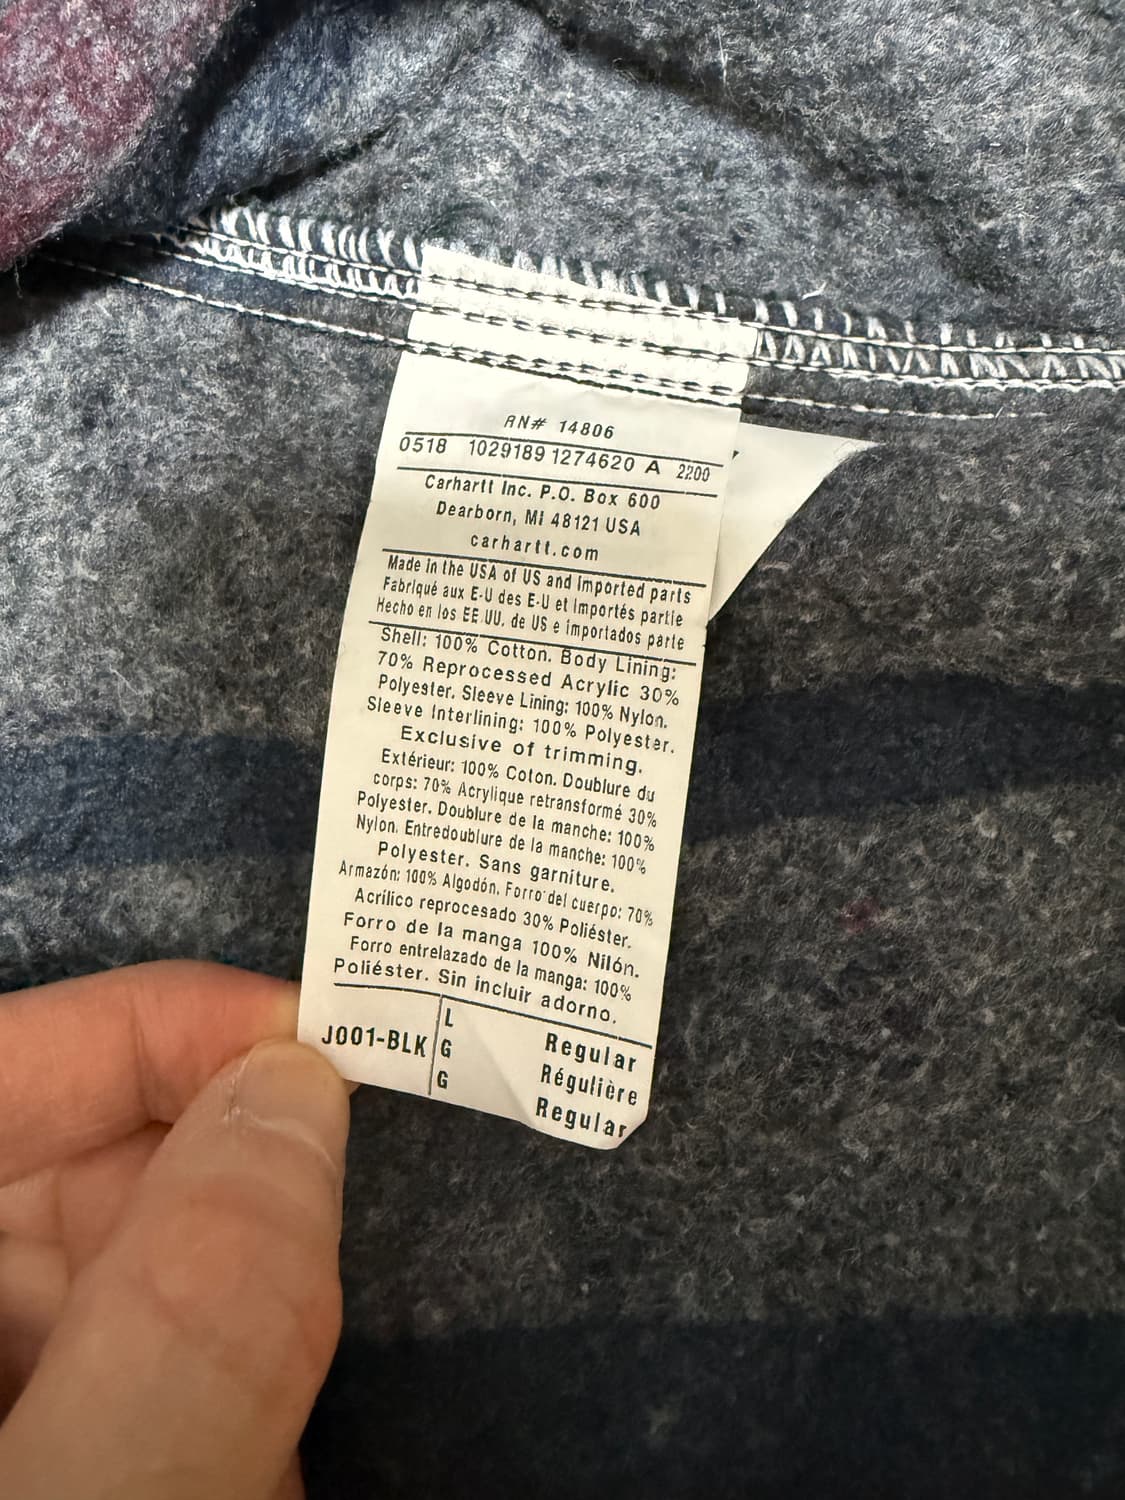 RN# 14806
0518 1029189 1274620 A 2200
Carhartt Inc. P.O. Box 600
Dearborn, MI 48121 USA
carhartt.com
Made in the USA of US and Imported parts
Fabriqué aux E-U des E-U et Importés partie
Hecho en los EE.UU. de US e importados parte
Shell: 100% Cotton. Body Lining:
70% Reprocessed Acrylic 30%
Polyester. Sleeve Lining: 100% Nylon.
Sleeve Interlining: 100% Polyester.
Exclusive of trimming.
Extérieur: 100% Coton. Doublure du
corps: 70% Acrylique retransformé 30%
Polyester. Doublure de la manche: 100%
Nylon. Entredoublure de la manche: 100%
Polyester. Sans garniture.
Armazón: 100% Algodón. Forro del cuerpo: 70%
Acrílico reprocesado 30% Poliéster.
Forro de la manga 100% Nilón.
Forro entrelazado de la manga: 100%
Poliéster. Sin incluir adorno.
L Regular
J001-BLK G Régulière
G Regular